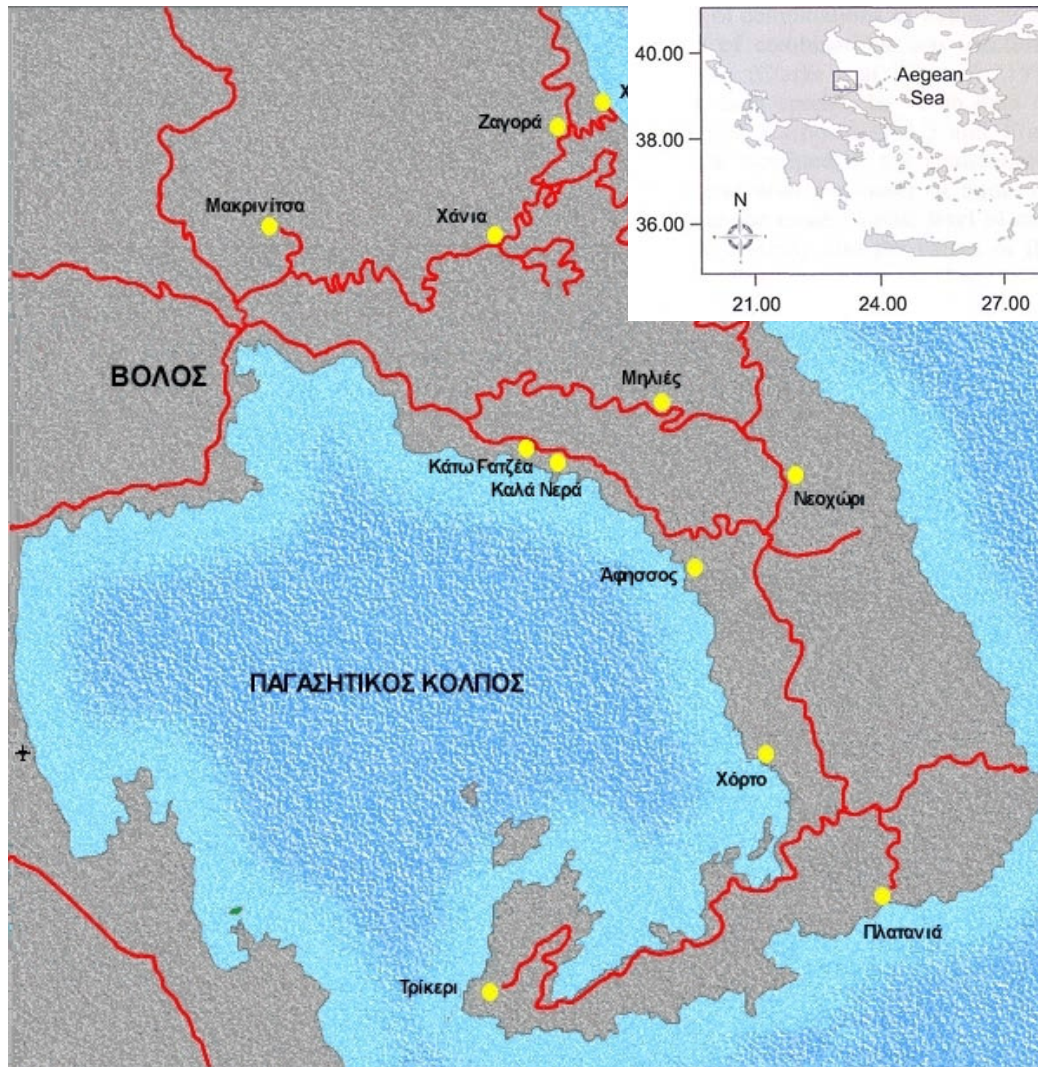 40.00
Aegean
Sea
38.00
36.00
N
21.00
24.00
27.00
Χ
Ζαγορά
Μακρινίτσα
Χάνια
ΒΟΛΟΣ
Μηλιές
Κάτω Γατζέα
Καλά Νερά
Νεοχώρι
Άφησσος
ΠΑΓΑΣΗΤΙΚΟΣ ΚΟΛΠΟΣ
Χόρτο
Πλατανιά
Τρίκερι